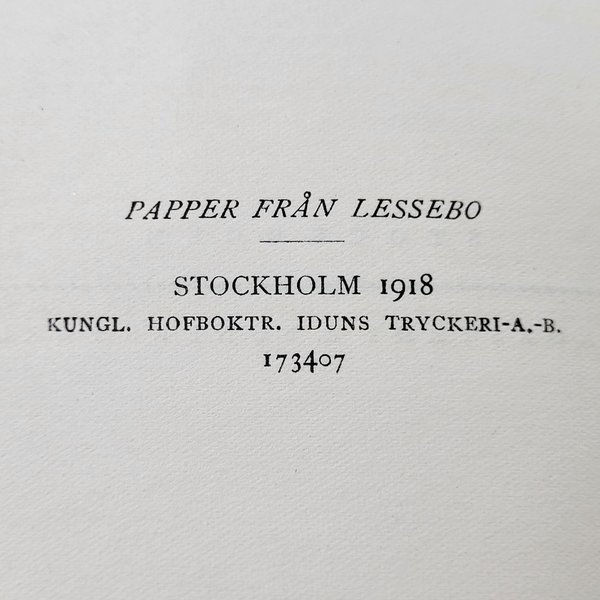 PAPPER FRÅN LESSEBO
STOCKHOLM 1918
KUNGL. HOFBOKTR. IDUNS TRYCKERI-A.-B.
173407